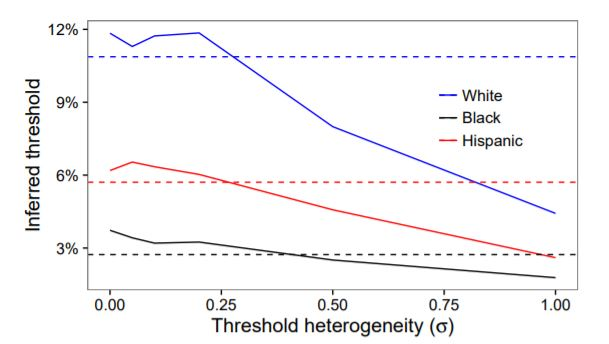 12%
9%
6%
3%
Inferred threshold
White
Black
Hispanic
0.00 0.25 0.50 0.75 1.00
Threshold heterogeneity (σ)